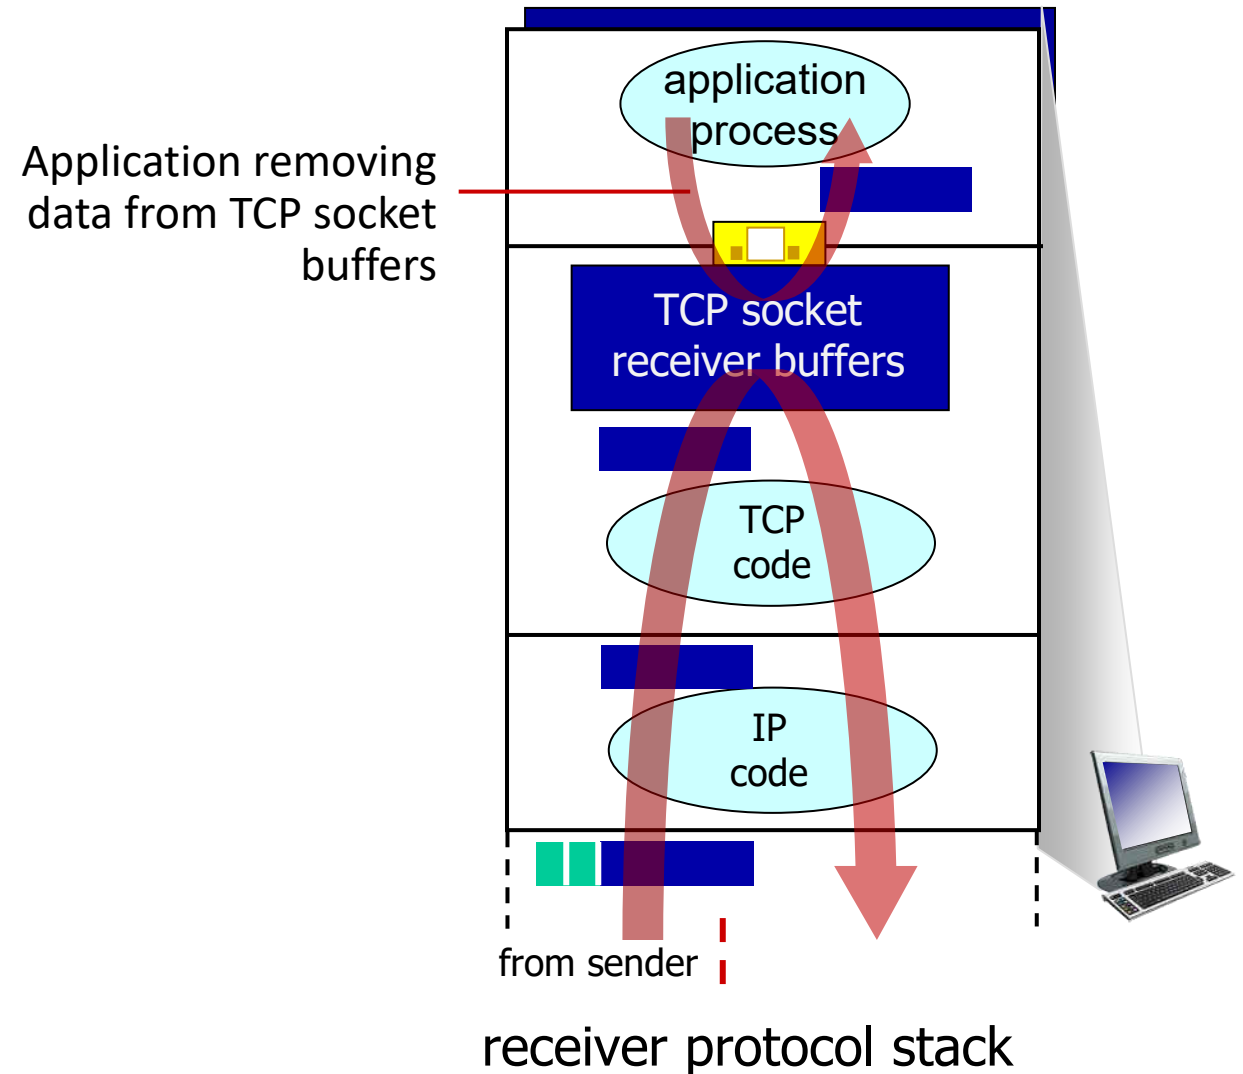 application
process
Application removing
data from TCP socket
buffers
TCP socket
receiver buffers
TCP
code
IP
code
from sender
receiver protocol stack